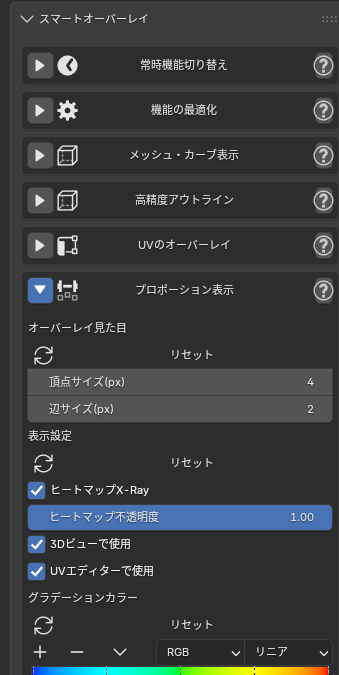 スマートオーバーレイ
常時機能切り替え
機能の最適化
メッシュ・カーブ表示
高精度アウトライン
UVのオーバーレイ
プロポーション表示
オーバーレイ見た目
リセット
頂点サイズ(px) 4
辺サイズ(px) 2
表示設定
リセット
ヒートマップX-Ray
ヒートマップ不透明度 1.00
3Dビューで使用
UVエディターで使用
グラデーションカラー
リセット
RGB リニア